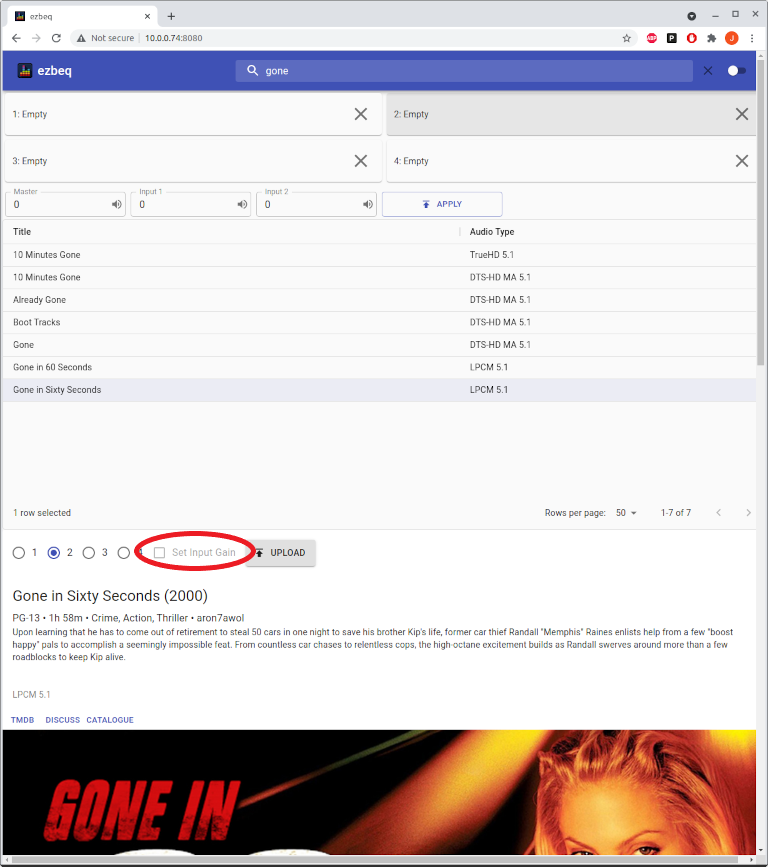 ezbeq
Not secure 10.0.0.74:8080
ABP P J
ezbeq gone
1: Empty 2: Empty
3: Empty 4: Empty
Master Input 1 Input 2
0 0 0 APPLY
Title Audio Type
10 Minutes Gone TrueHD 5.1
10 Minutes Gone DTS-HD MA 5.1
Already Gone DTS-HD MA 5.1
Boot Tracks DTS-HD MA 5.1
Gone DTS-HD MA 5.1
Gone in 60 Seconds LPCM 5.1
Gone in Sixty Seconds LPCM 5.1
1 row selected Rows per page: 50 1-7 of 7
1 2 3 Set Input Gain UPLOAD
Gone in Sixty Seconds (2000)
PG-13 • 1h 58m • Crime, Action, Thriller • aron7awol
Upon learning that he has to come out of retirement to steal 50 cars in one night to save his brother Kip's life, former car thief Randall "Memphis" Raines enlists help from a few "boost
happy" pals to accomplish a seemingly impossible feat. From countless car chases to relentless cops, the high-octane excitement builds as Randall swerves around more than a few
roadblocks to keep Kip alive.
LPCM 5.1
TMDB DISCUSS CATALOGUE
GONE IN